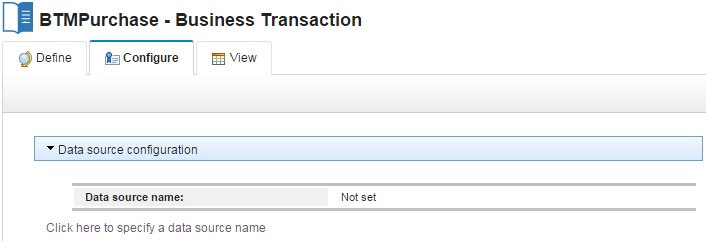 BTMPurchase - Business Transaction
Define Configure View
Data source configuration
Data source name: Not set
Click here to specify a data source name